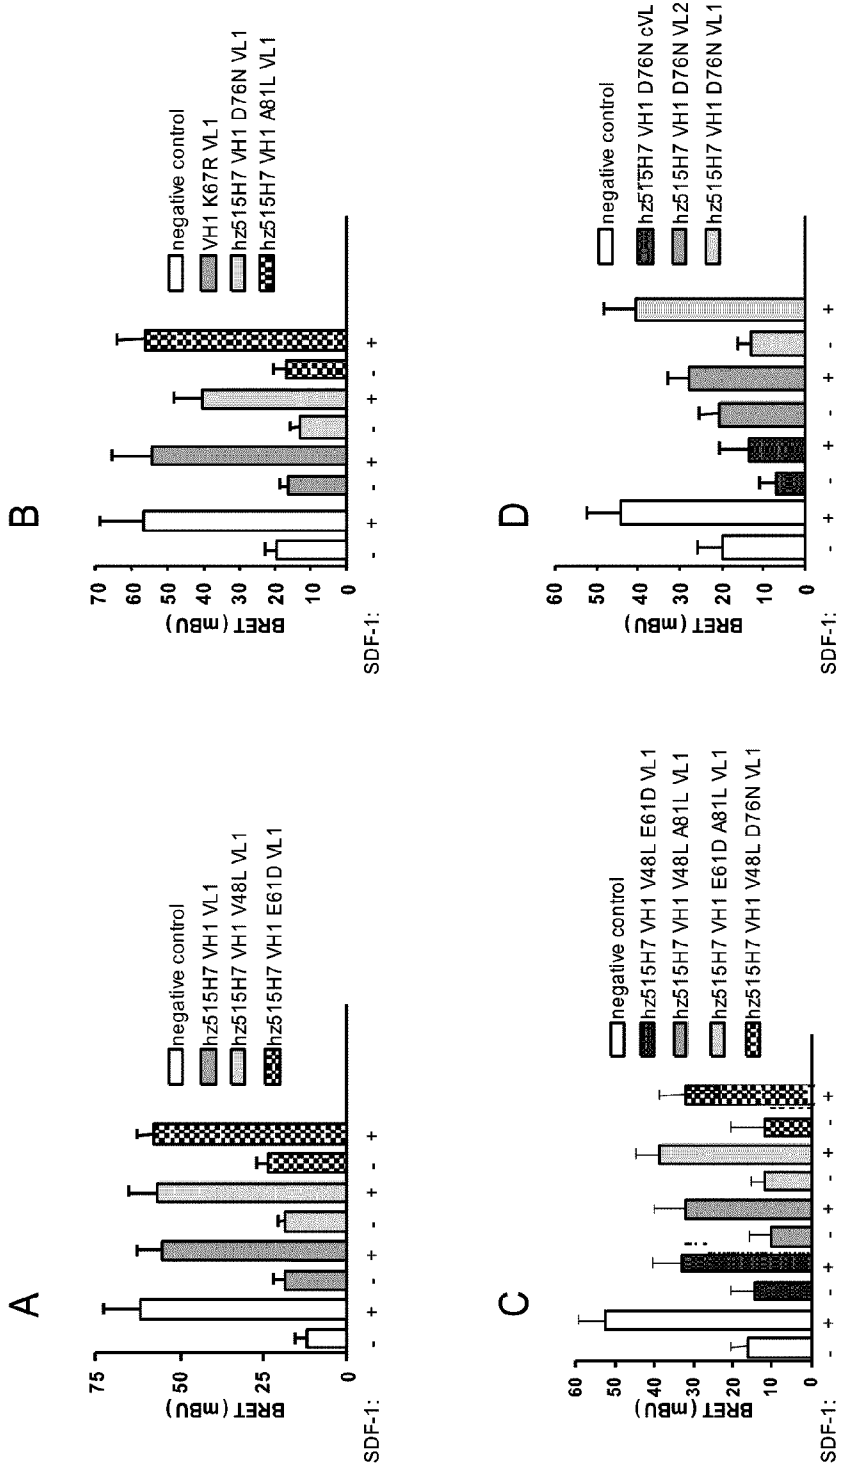 A
BRET (mBU)
75
50
25
0
SDF-1:
- + - + - + - +
negative control
hz515H7 VH1 VL1
hz515H7 VH1 V48L VL1
hz515H7 VH1 E61D VL1
B
BRET (mBU)
70
60
50
40
30
20
10
0
SDF-1:
- + - + - + - +
negative control
VH1 K67R VL1
hz515H7 VH1 D76N VL1
hz515H7 VH1 A81L VL1
C
BRET (mBU)
60
50
40
30
20
10
0
SDF-1:
- + - + - + - + - +
negative control
hz515H7 VH1 V48L E61D VL1
hz515H7 VH1 V48L A81L VL1
hz515H7 VH1 E61D A81L VL1
hz515H7 VH1 V48L D76N VL1
D
BRET (mBU)
60
50
40
30
20
10
0
SDF-1:
- + - + - + - +
negative control
hz515H7 VH1 D76N cVL
hz515H7 VH1 D76N VL2
hz515H7 VH1 D76N VL1